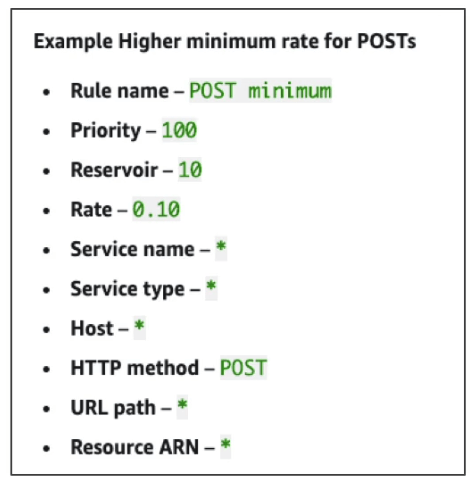 Example Higher minimum rate for POSTs
• Rule name – POST minimum
• Priority – 100
• Reservoir – 10
• Rate – 0.10
• Service name – *
• Service type – *
• Host – *
• HTTP method – POST
• URL path – *
• Resource ARN – *